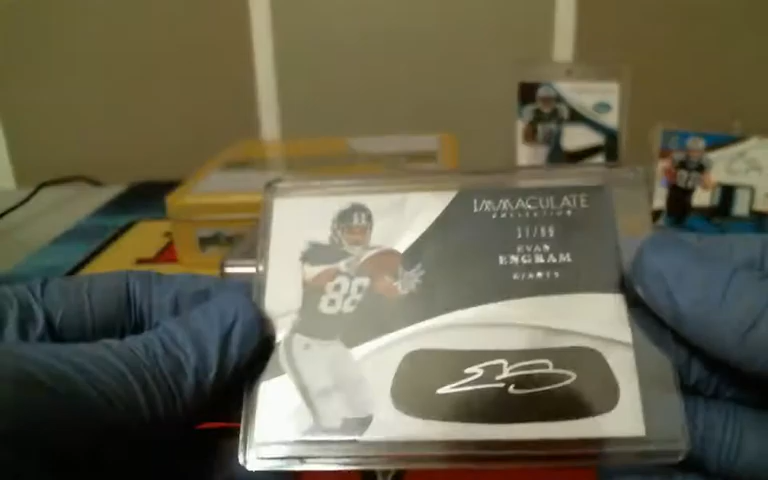 IMMACULATE
COLLECTION
EVAN
ENGRAM
GIANTS
88